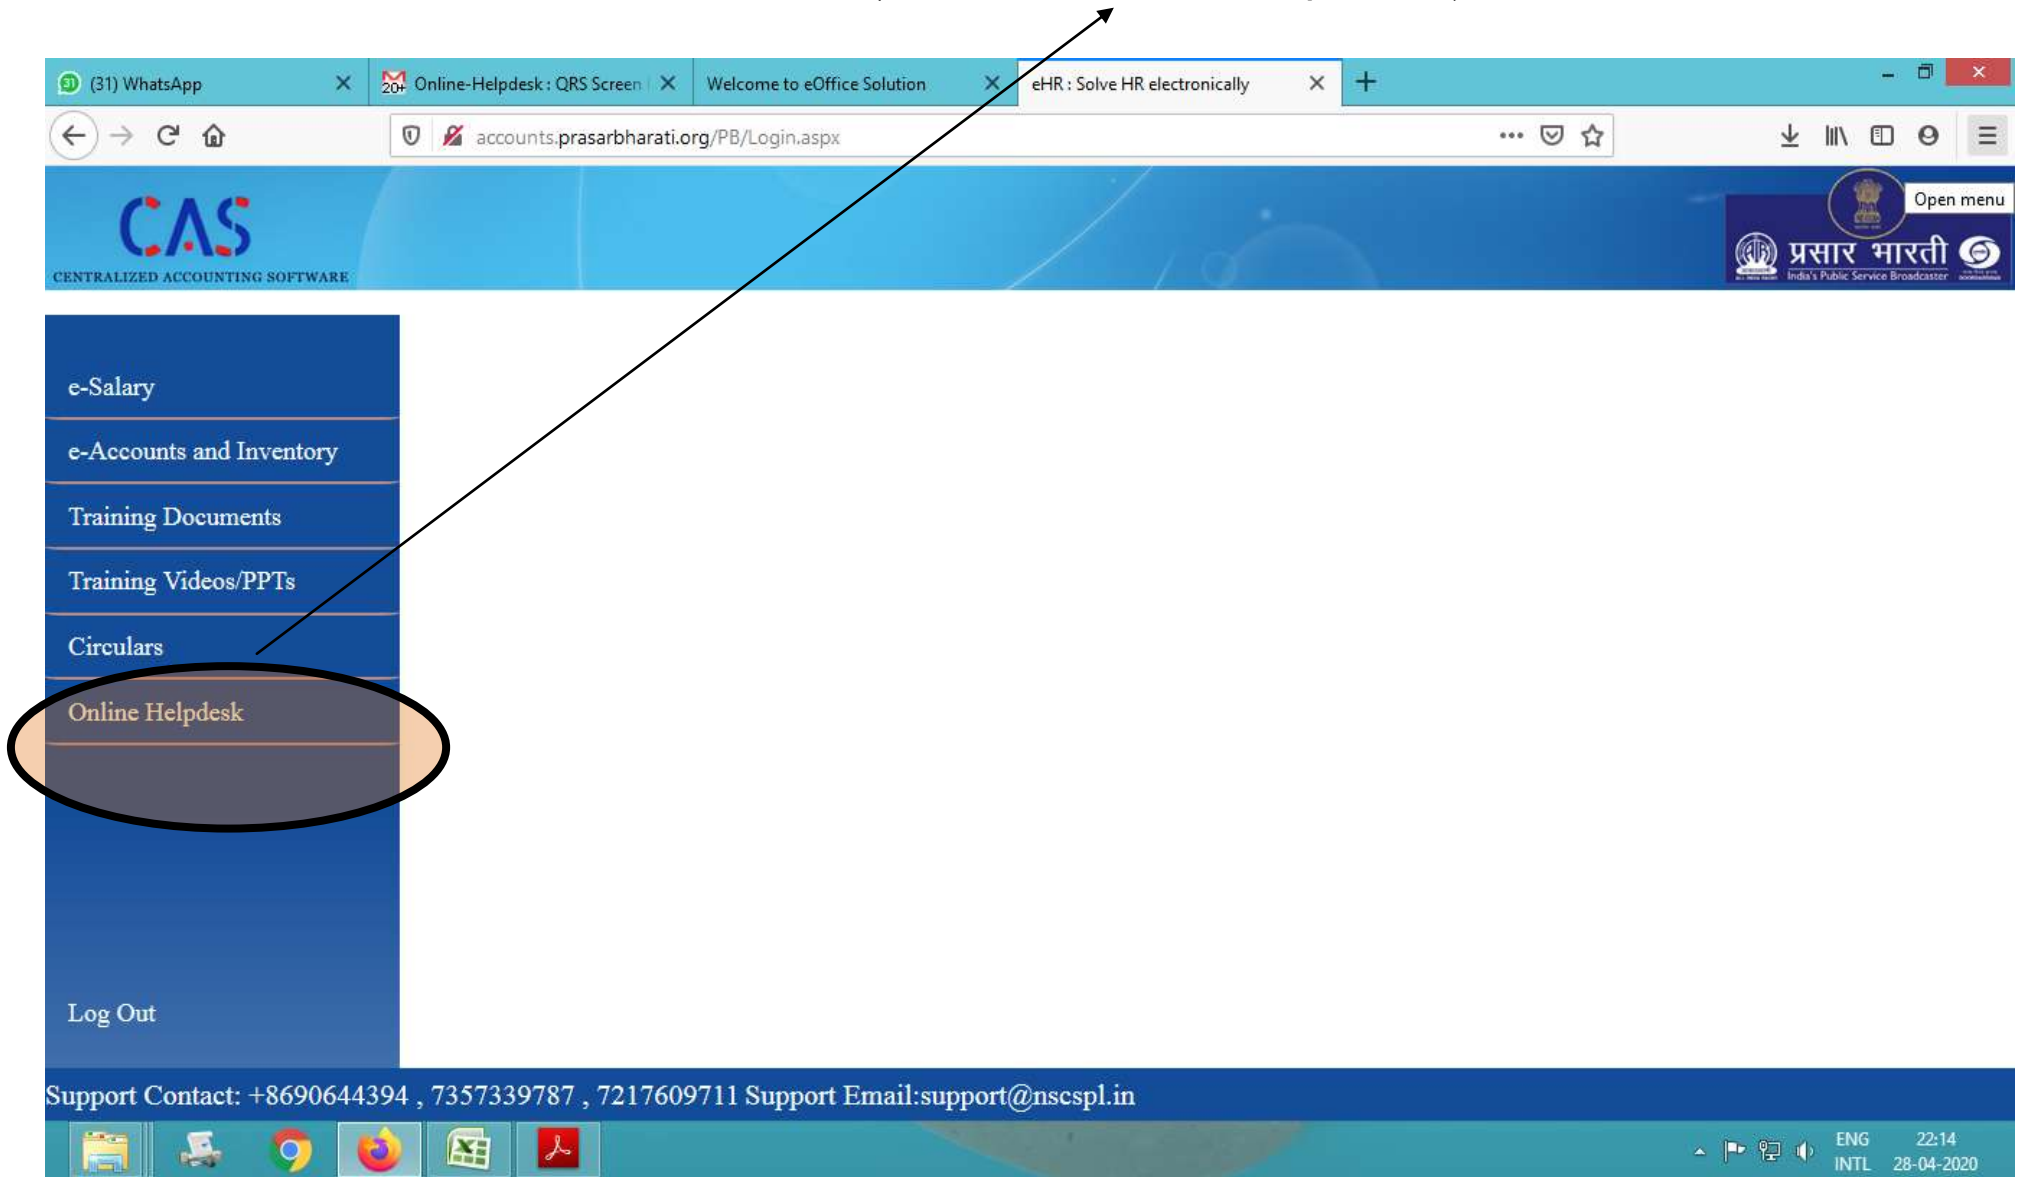 (31) WhatsApp
Online-Helpdesk : QRS Screen
Welcome to eOffice Solution
eHR : Solve HR electronically
20+
accounts.prasarbharati.org/PB/Login.aspx
Open menu
CAS
CENTRALIZED ACCOUNTING SOFTWARE
प्रसार भारती
India's Public Service Broadcaster
e-Salary
e-Accounts and Inventory
Training Documents
Training Videos/PPTs
Circulars
Online Helpdesk
Log Out
Support Contact: +8690644394 , 7357339787 , 7217609711 Support Email:support@nscspl.in
ENG 22:14
INTL 28-04-2020